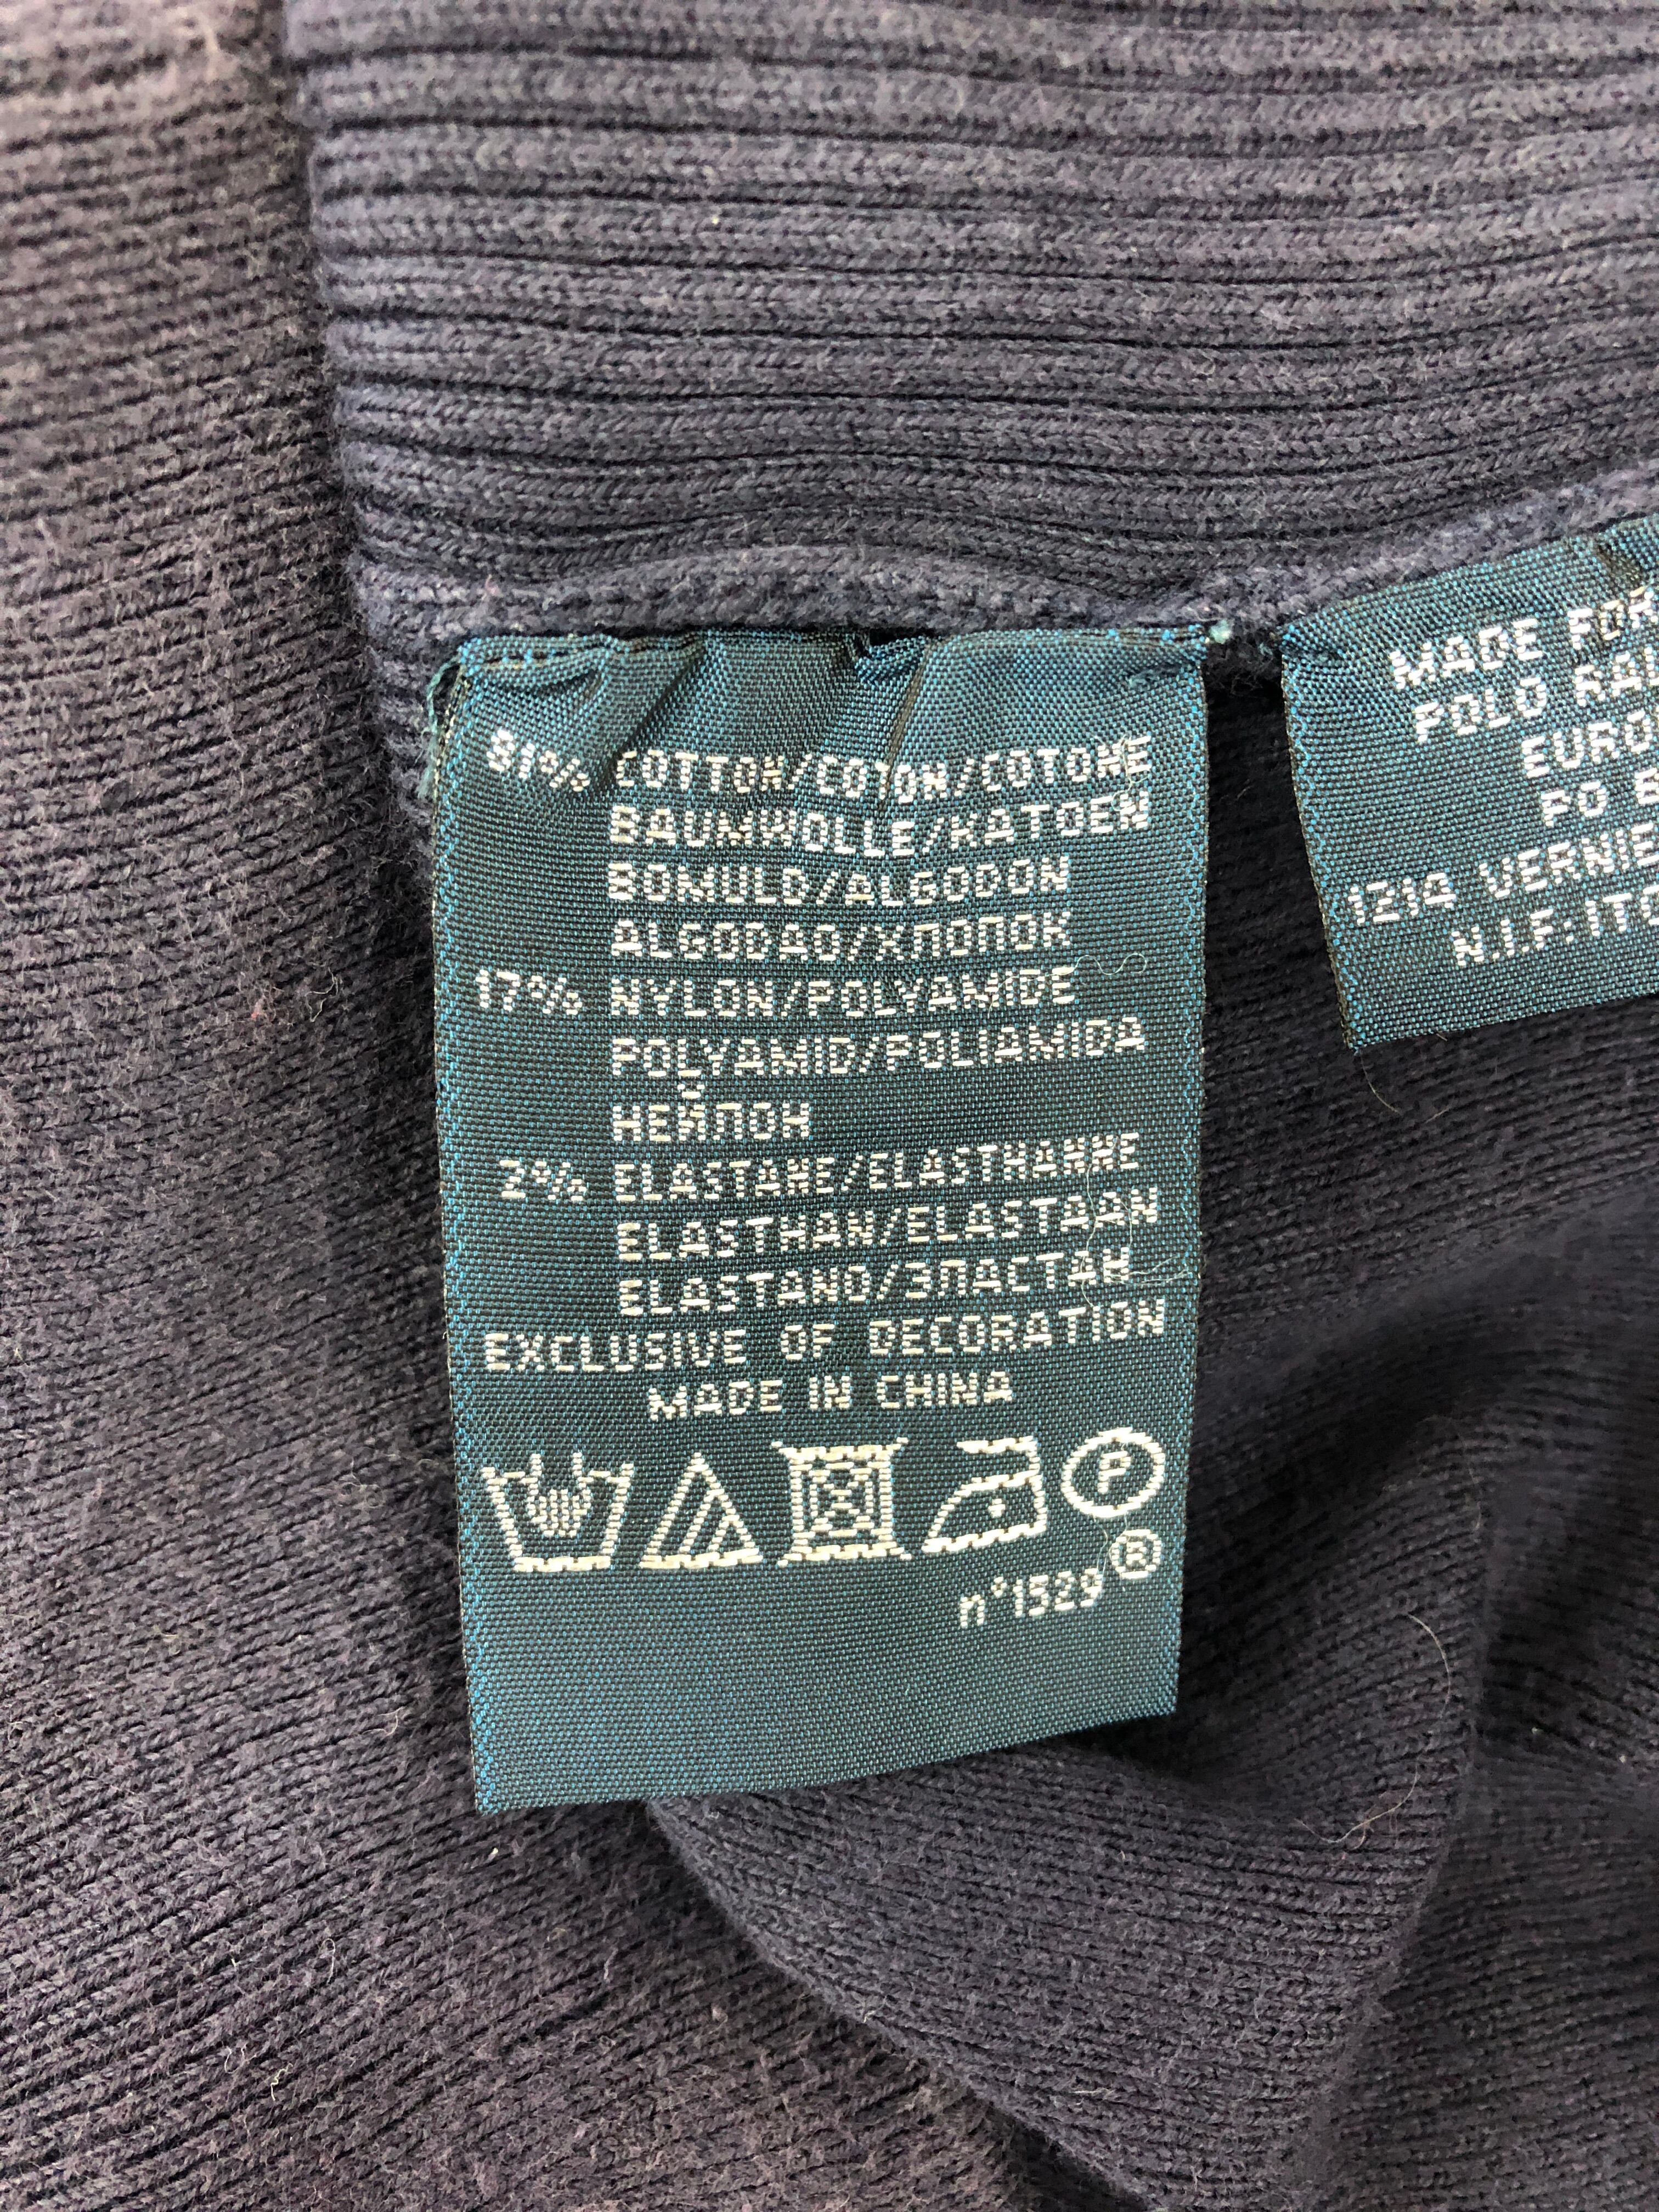 81% COTTON/COTON/COTONE
BAUMWOLLE/KATOEN
BOMULD/ALGODON
ALGODAO/ХЛОПОК
17% NYLON/POLYAMIDE
POLYAMID/POLIAMIDA
НЕЙЛОН
2% ELASTANE/ELASTHANNE
ELASTHAN/ELASTAAN
ELASTANO/ЭЛАСТАН
EXCLUSIVE OF DECORATION
MADE IN CHINA
P
®
n°1529
MADE FOR
POLO RAL
EURO
PO B
1214 VERNIE
N.I.F.:ITC